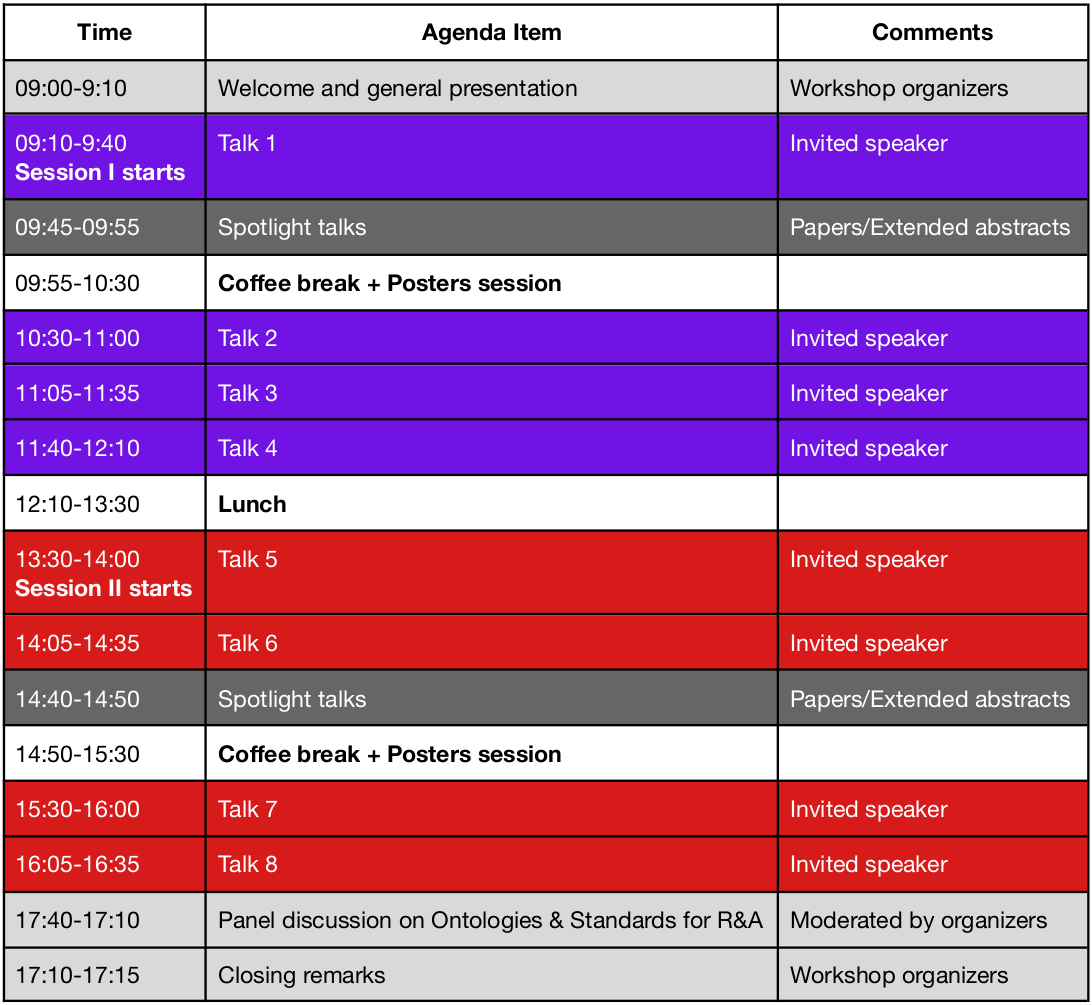 Time Agenda Item Comments
09:00-9:10 Welcome and general presentation Workshop organizers
09:10-9:40 Talk 1 Invited speaker
Session I starts
09:45-09:55 Spotlight talks Papers/Extended abstracts
09:55-10:30 Coffee break + Posters session
10:30-11:00 Talk 2 Invited speaker
11:05-11:35 Talk 3 Invited speaker
11:40-12:10 Talk 4 Invited speaker
12:10-13:30 Lunch
13:30-14:00 Talk 5 Invited speaker
Session II starts
14:05-14:35 Talk 6 Invited speaker
14:40-14:50 Spotlight talks Papers/Extended abstracts
14:50-15:30 Coffee break + Posters session
15:30-16:00 Talk 7 Invited speaker
16:05-16:35 Talk 8 Invited speaker
17:40-17:10 Panel discussion on Ontologies & Standards for R&A Moderated by organizers
17:10-17:15 Closing remarks Workshop organizers